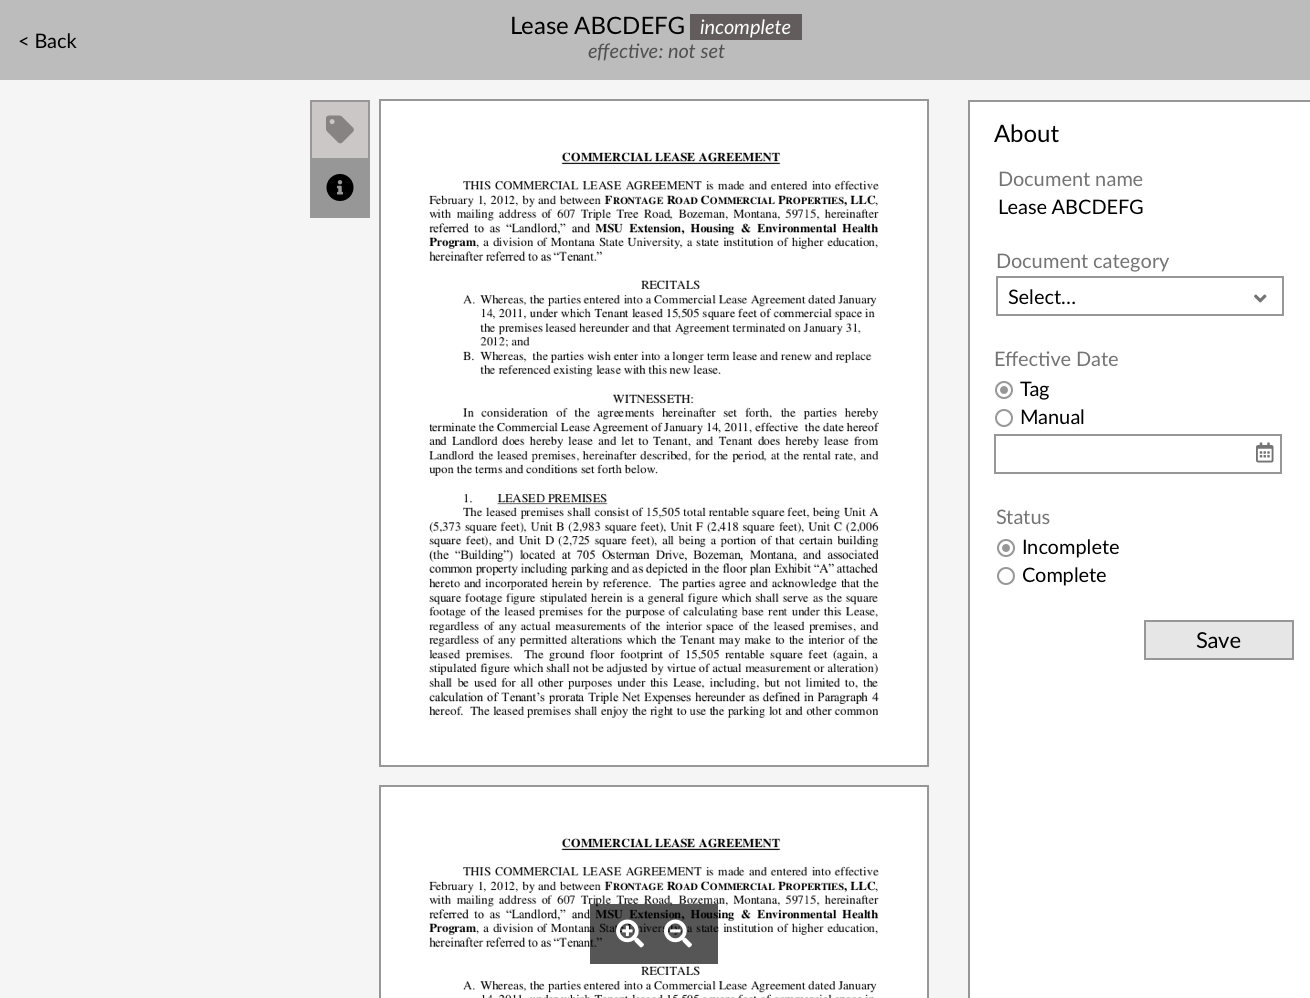 < Back
Lease ABCDEFG incomplete
effective: not set
COMMERCIAL LEASE AGREEMENT
THIS COMMERCIAL LEASE AGREEMENT is made and entered into effective
February 1, 2012, by and between FRONTAGE ROAD COMMERCIAL PROPERTIES, LLC,
with mailing address of 607 Triple Tree Road, Bozeman, Montana, 59715, hereinafter
referred to as “Landlord,” and MSU Extension, Housing & Environmental Health
Program, a division of Montana State University, a state institution of higher education,
hereinafter referred to as “Tenant.”
RECITALS
A. Whereas, the parties entered into a Commercial Lease Agreement dated January
14, 2011, under which Tenant leased 15,505 square feet of commercial space in
the premises leased hereunder and that Agreement terminated on January 31,
2012; and
B. Whereas, the parties wish enter into a longer term lease and renew and replace
the referenced existing lease with this new lease.
WITNESSETH:
In consideration of the agreements hereinafter set forth, the parties hereby
terminate the Commercial Lease Agreement of January 14, 2011, effective the date hereof
and Landlord does hereby lease and let to Tenant, and Tenant does hereby lease from
Landlord the leased premises, hereinafter described, for the period, at the rental rate, and
upon the terms and conditions set forth below.
1. LEASED PREMISES
The leased premises shall consist of 15,505 total rentable square feet, being Unit A
(5,373 square feet), Unit B (2,983 square feet), Unit F (2,418 square feet), Unit C (2,006
square feet), and Unit D (2,725 square feet), all being a portion of that certain building
(the “Building”) located at 705 Osterman Drive, Bozeman, Montana, and associated
common property including parking and as depicted in the floor plan Exhibit “A” attached
hereto and incorporated herein by reference. The parties agree and acknowledge that the
square footage figure stipulated herein is a general figure which shall serve as the square
footage of the leased premises for the purpose of calculating base rent under this Lease,
regardless of any actual measurements of the interior space of the leased premises, and
regardless of any permitted alterations which the Tenant may make to the interior of the
leased premises. The ground floor footprint of 15,505 rentable square feet (again, a
stipulated figure which shall not be adjusted by virtue of actual measurement or alteration)
shall be used for all other purposes under this Lease, including, but not limited to, the
calculation of Tenant’s prorata Triple Net Expenses hereunder as defined in Paragraph 4
hereof. The leased premises shall enjoy the right to use the parking lot and other common
COMMERCIAL LEASE AGREEMENT
THIS COMMERCIAL LEASE AGREEMENT is made and entered into effective
February 1, 2012, by and between FRONTAGE ROAD COMMERCIAL PROPERTIES, LLC,
with mailing address of 607 Triple Tree Road, Bozeman, Montana, 59715, hereinafter
referred to as “Landlord,” and MSU Extension, Housing & Environmental Health
Program, a division of Montana State University, a state institution of higher education,
hereinafter referred to as “Tenant.”
RECITALS
A. Whereas, the parties entered into a Commercial Lease Agreement dated January
14, 2011, under which Tenant leased 15,505 square feet of commercial space in
About
Document name
Lease ABCDEFG
Document category
Select...
Effective Date
Tag
Manual
Status
Incomplete
Complete
Save